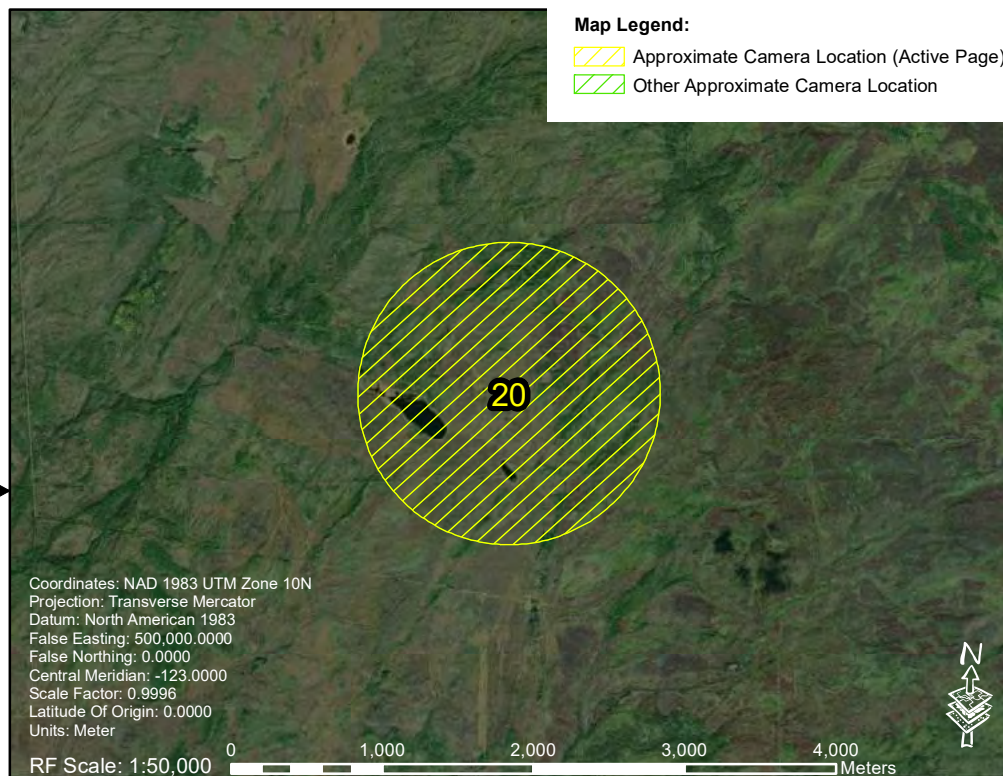 Map Legend:
Approximate Camera Location (Active Page)
Other Approximate Camera Location
20
Coordinates: NAD 1983 UTM Zone 10N
Projection: Transverse Mercator
Datum: North American 1983
False Easting: 500,000.0000
False Northing: 0.0000
Central Meridian: -123.0000
Scale Factor: 0.9996
Latitude Of Origin: 0.0000
Units: Meter
N
0 1,000 2,000 3,000 4,000
RF Scale: 1:50,000 Meters